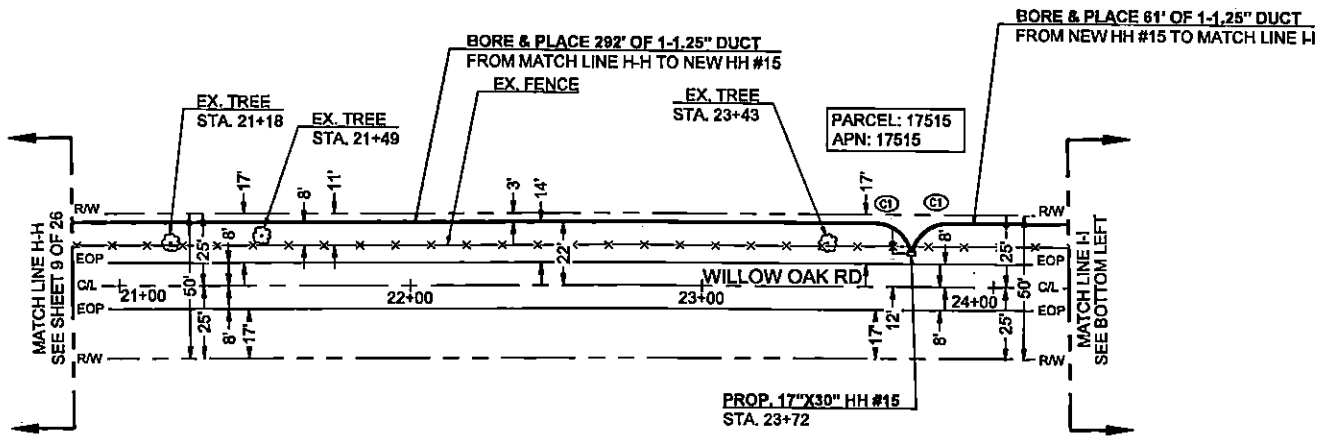 BORE & PLACE 61' OF 1-1.25" DUCT
FROM NEW HH #15 TO MATCH LINE I-I
BORE & PLACE 292' OF 1-1.25" DUCT
FROM MATCH LINE H-H TO NEW HH #15
EX. FENCE
EX. TREE
STA. 21+18
EX. TREE
STA. 21+49
EX. TREE
STA. 23+43
PARCEL: 17515
APN: 17515
MATCH LINE H-H
SEE SHEET 9 OF 26
R/W
EOP
C/L
EOP
R/W
17'
8'
11'
3'
14'
17'
C1
C1
50'
25'
25'
8'
8'
17'
22'
WILLOW OAK RD
21+00
22+00
23+00
24+00
12'
17'
8'
8'
25'
25'
50'
R/W
EOP
C/L
EOP
R/W
MATCH LINE I-I
SEE BOTTOM LEFT
PROP. 17"X30" HH #15
STA. 23+72